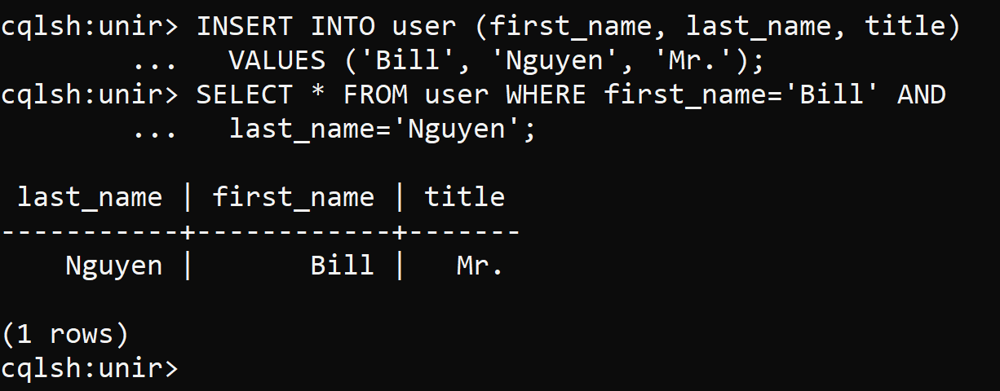 cqlsh:unir> INSERT INTO user (first_name, last_name, title)
        ...   VALUES ('Bill', 'Nguyen', 'Mr.');
cqlsh:unir> SELECT * FROM user WHERE first_name='Bill' AND
        ...   last_name='Nguyen';

 last_name | first_name | title
-----------+------------+-------
    Nguyen |       Bill |   Mr.

(1 rows)
cqlsh:unir>